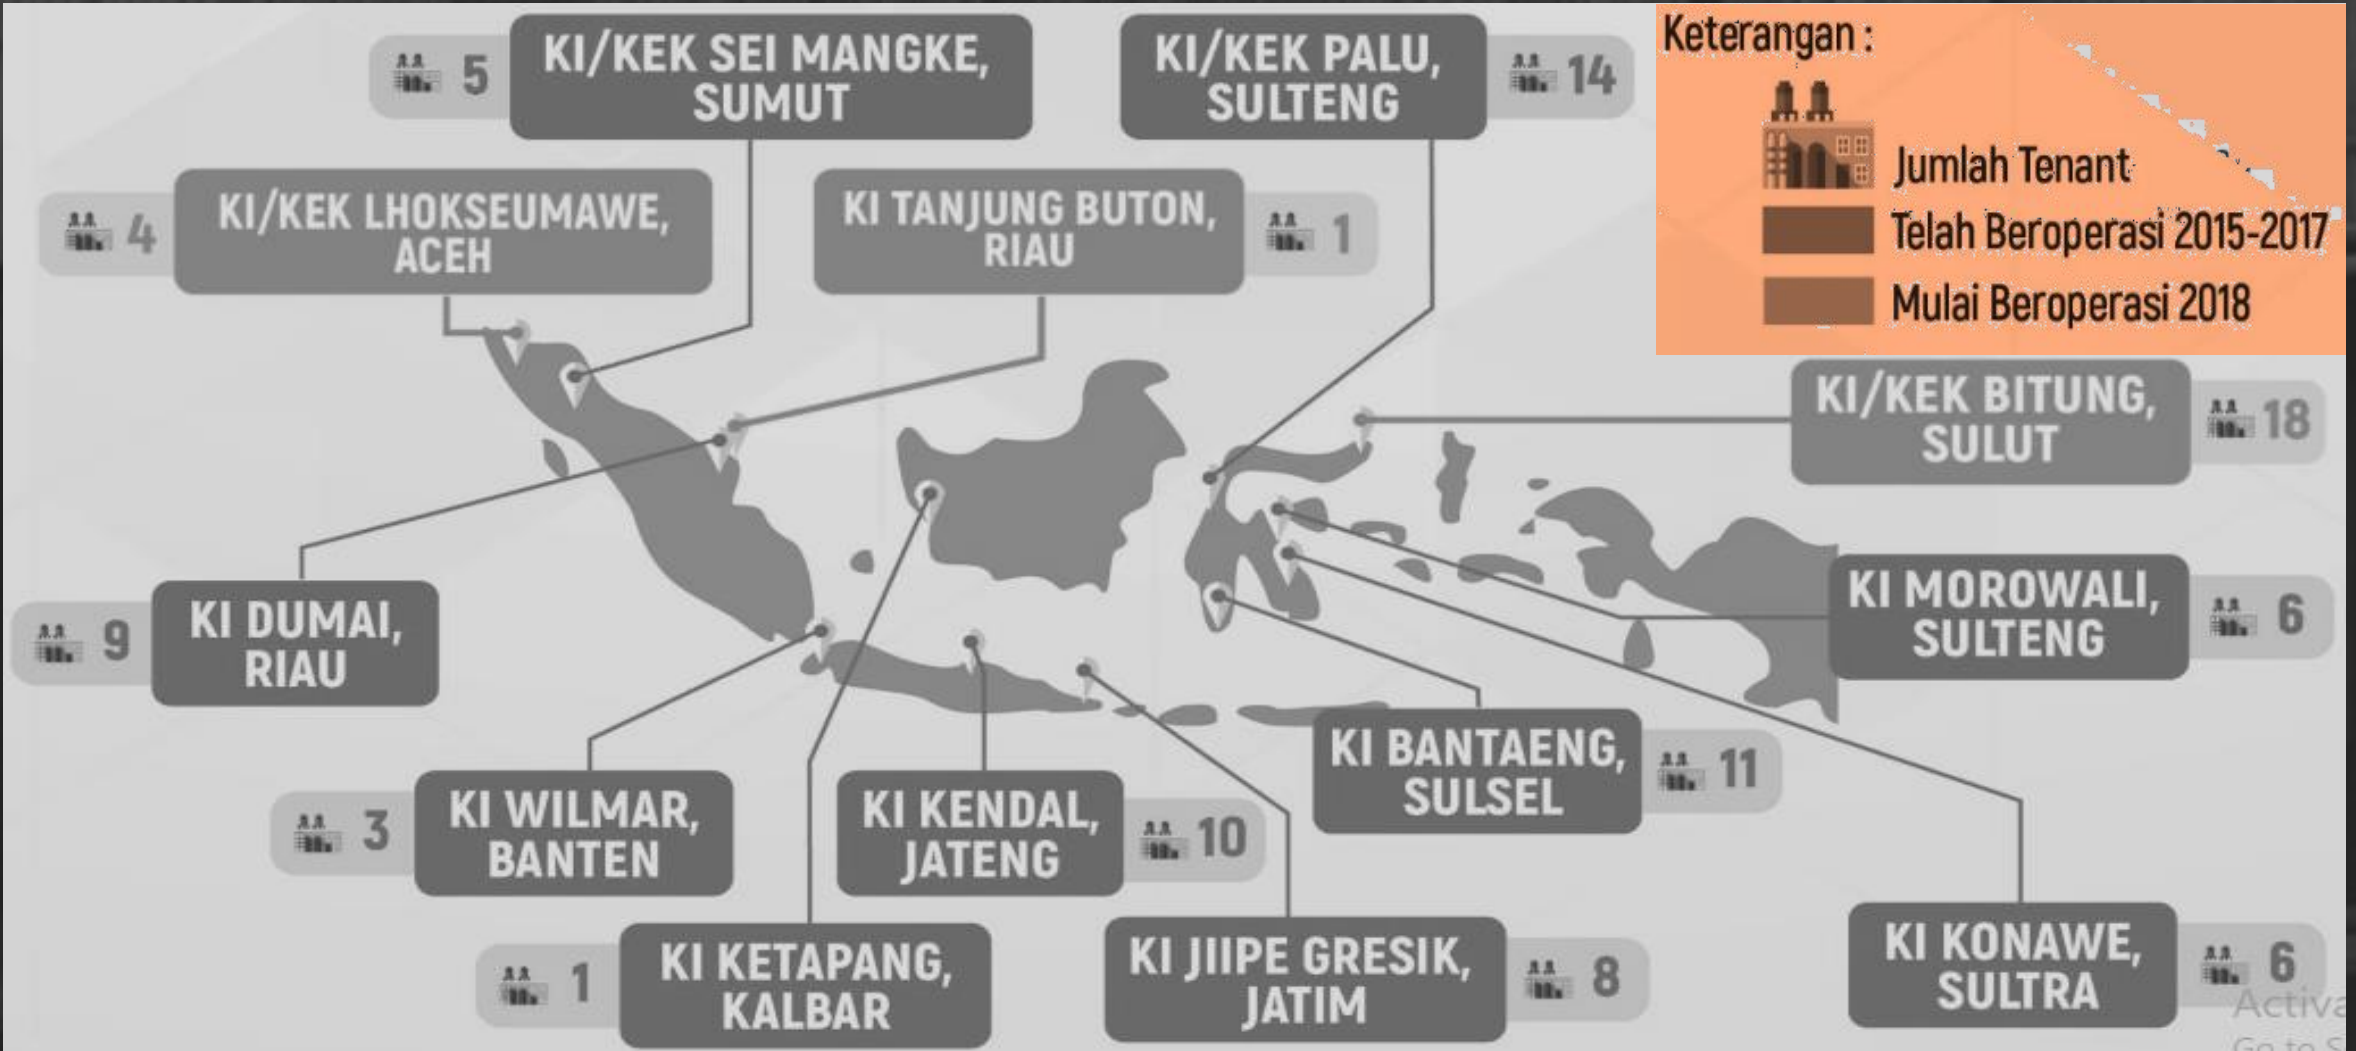 5
KI/KEK SEI MANGKE,
SUMUT
KI/KEK PALU,
SULTENG
14
Keterangan :
Jumlah Tenant
Telah Beroperasi 2015-2017
Mulai Beroperasi 2018
4
KI/KEK LHOKSEUMAWE,
ACEH
KI TANJUNG BUTON,
RIAU
1
KI/KEK BITUNG,
SULUT
18
9
KI DUMAI,
RIAU
KI MOROWALI,
SULTENG
6
3
KI WILMAR,
BANTEN
KI KENDAL,
JATENG
10
KI BANTAENG,
SULSEL
11
1
KI KETAPANG,
KALBAR
KI JIIPE GRESIK,
JATIM
8
KI KONAWE,
SULTRA
6
Activa
Go to S